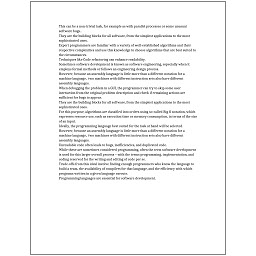 This can be a non-trivial task, for example as with parallel processes or some unusual
software bugs.
They are the building blocks for all software, from the simplest applications to the most
sophisticated ones.
Expert programmers are familiar with a variety of well-established algorithms and their
respective complexities and use this knowledge to choose algorithms that are best suited to
the circumstances.
Techniques like Code refactoring can enhance readability.
Sometimes software development is known as software engineering, especially when it
employs formal methods or follows an engineering design process.
However, because an assembly language is little more than a different notation for a
machine language, two machines with different instruction sets also have different
assembly languages.
When debugging the problem in a GUI, the programmer can try to skip some user
interaction from the original problem description and check if remaining actions are
sufficient for bugs to appear.
They are the building blocks for all software, from the simplest applications to the most
sophisticated ones.
For this purpose, algorithms are classified into orders using so-called Big O notation, which
expresses resource use, such as execution time or memory consumption, in terms of the size
of an input.
Ideally, the programming language best suited for the task at hand will be selected.
However, because an assembly language is little more than a different notation for a
machine language, two machines with different instruction sets also have different
assembly languages.
Unreadable code often leads to bugs, inefficiencies, and duplicated code.
While these are sometimes considered programming, often the term software development
is used for this larger overall process – with the terms programming, implementation, and
coding reserved for the writing and editing of code per se.
Trade-offs from this ideal involve finding enough programmers who know the language to
build a team, the availability of compilers for that language, and the efficiency with which
programs written in a given language execute.
Programming languages are essential for software development.